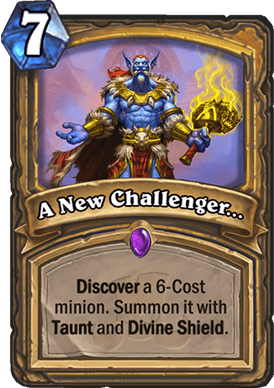 7
A New Challenger...
Discover a 6-Cost
minion. Summon it with
Taunt and Divine Shield.